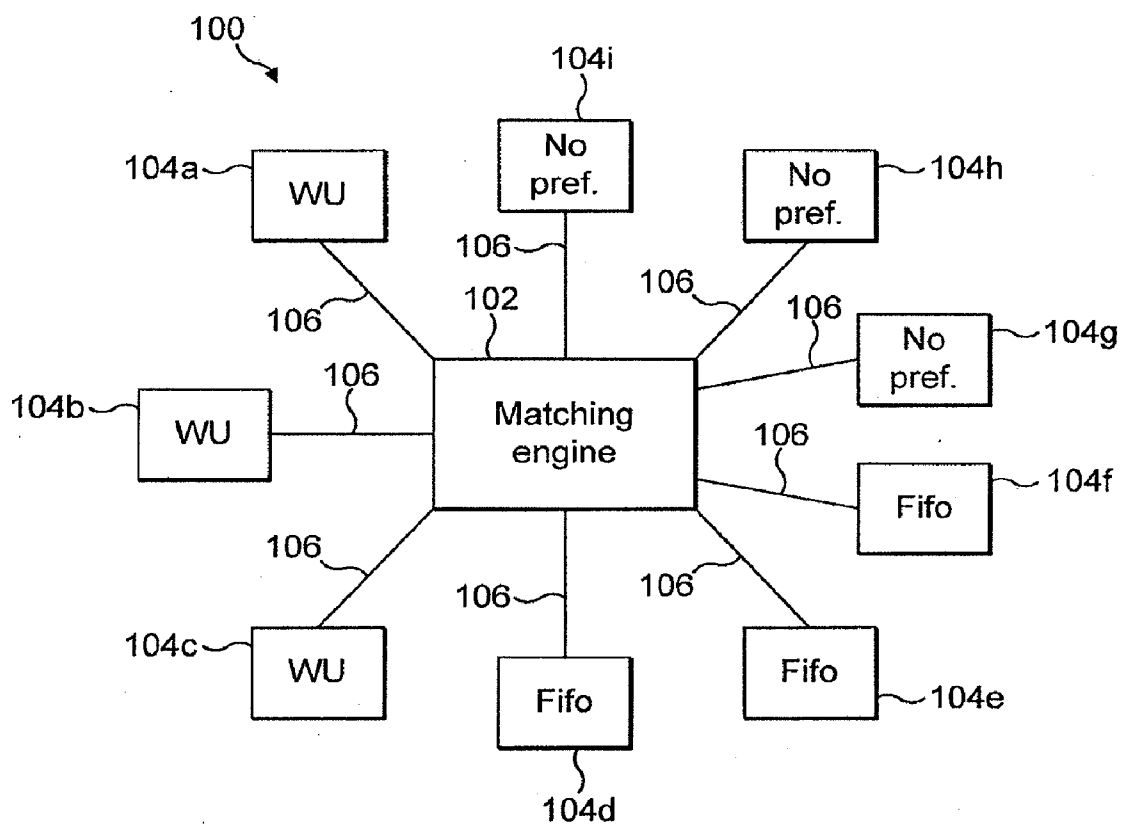 100
104i
No
pref.
104a
WU
No
pref.
104h
106
106
102
106
106
No
pref.
104g
104b
WU
106
Matching
engine
106
Fifo
104f
106
104c
WU
106
Fifo
104d
106
Fifo
104e